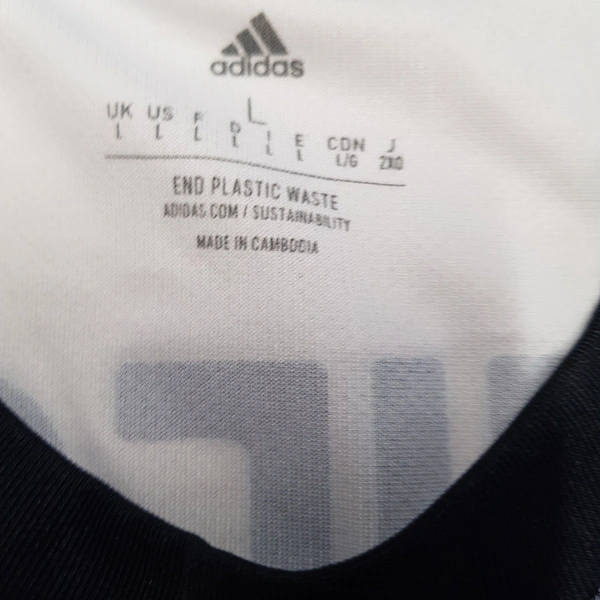 adidas
L
UK US F D I E CDN J
L L L L L L L/G 2XO
END PLASTIC WASTE
ADIDAS.COM / SUSTAINABILITY
MADE IN CAMBODIA